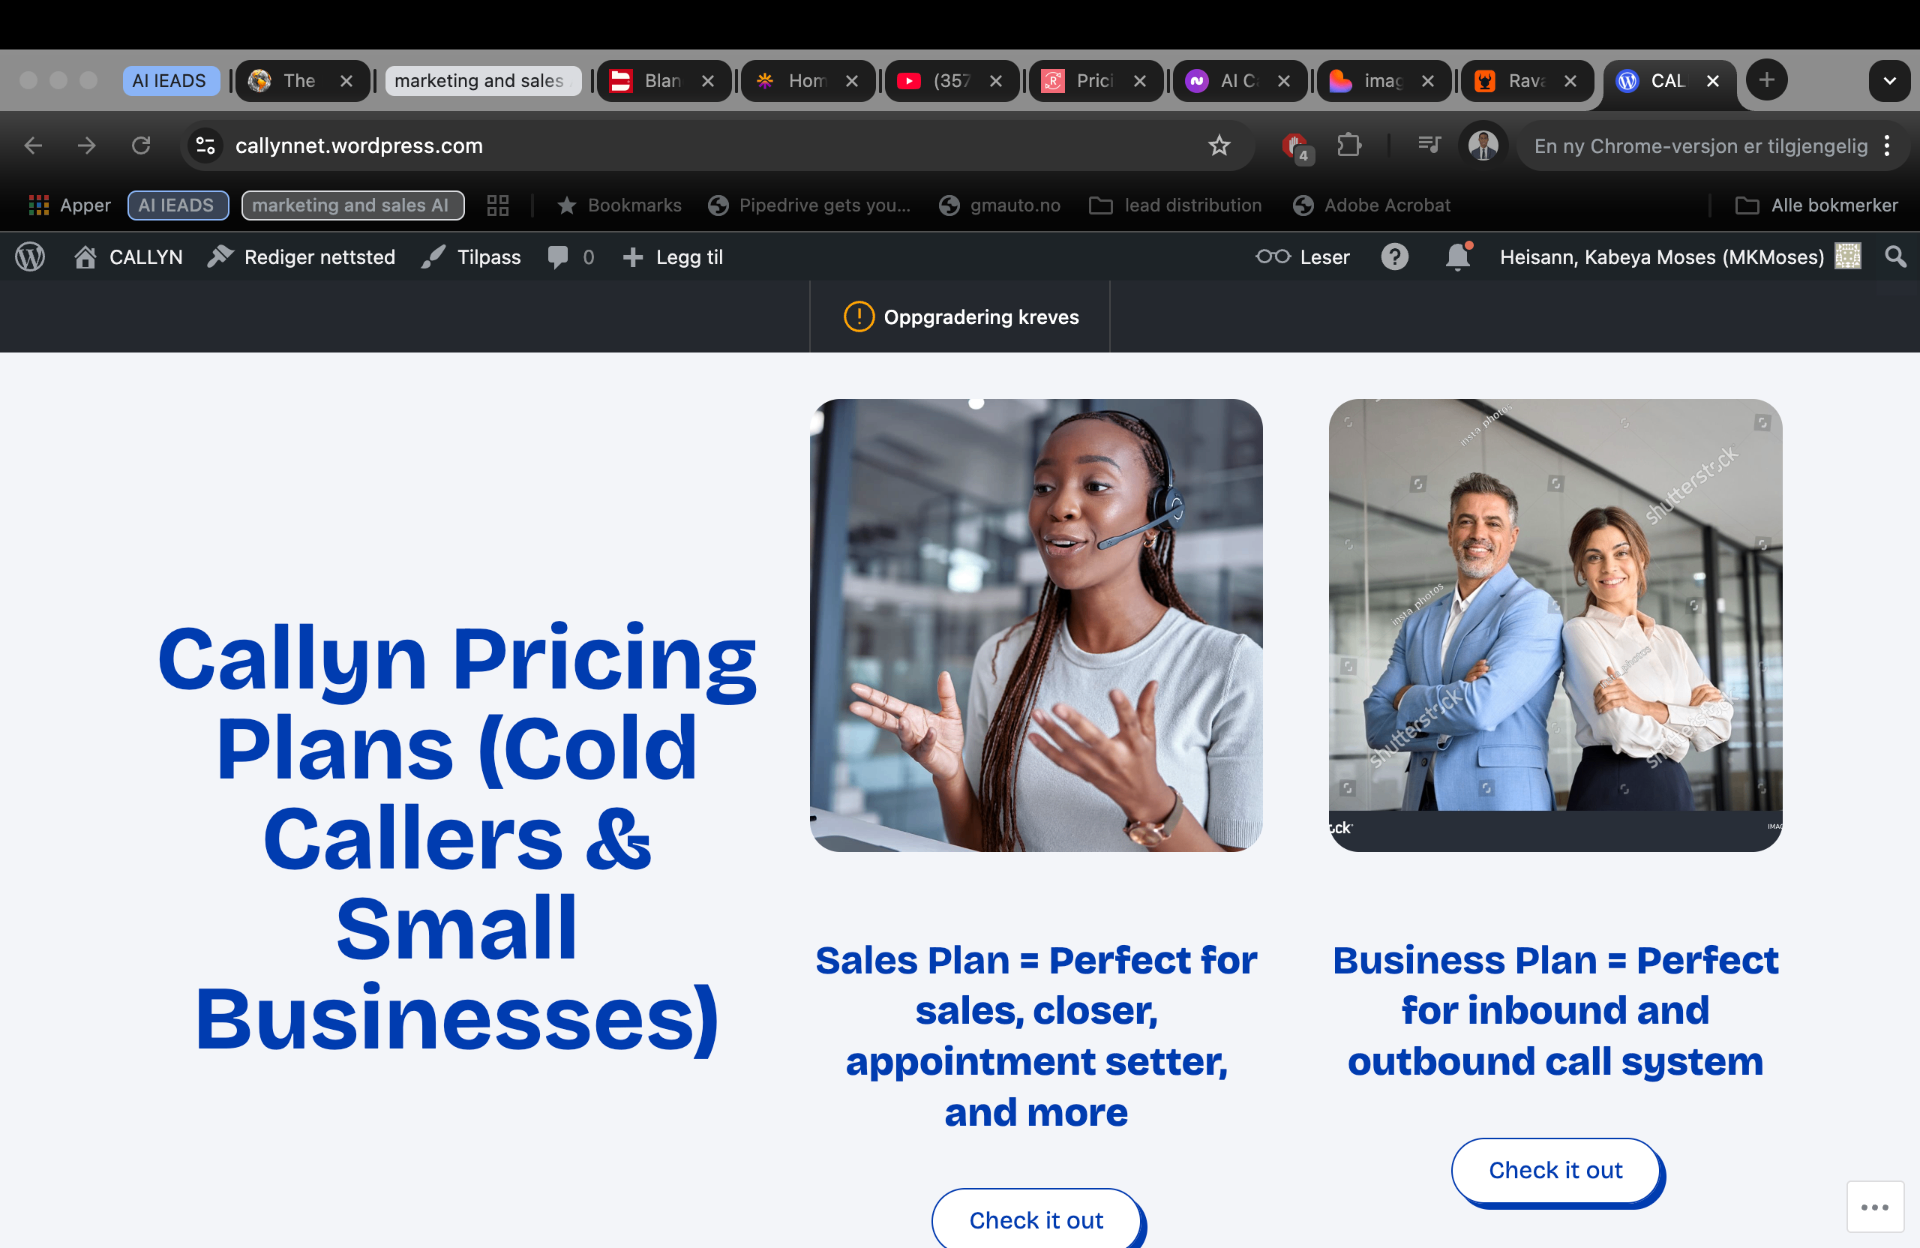 AI IEADS
The
marketing and sales
Blan
Hom
(357
Prici
AI C
imag
Rava
CAL
callynnet.wordpress.com
4
En ny Chrome-versjon er tilgjengelig
Apper
AI IEADS
marketing and sales AI
Bookmarks
Pipedrive gets you...
gmauto.no
lead distribution
Adobe Acrobat
Alle bokmerker
CALLYN
Rediger nettsted
Tilpass
0
Legg til
Leser
Heisann, Kabeya Moses (MKMoses)
Oppgradering kreves
insta_photos
shutterstock
insta_photos
shutterstock
Callyn Pricing
Plans (Cold
Callers &
Small
Businesses)
Sales Plan = Perfect for
sales, closer,
appointment setter,
and more
Check it out
Business Plan = Perfect
for inbound and
outbound call system
Check it out